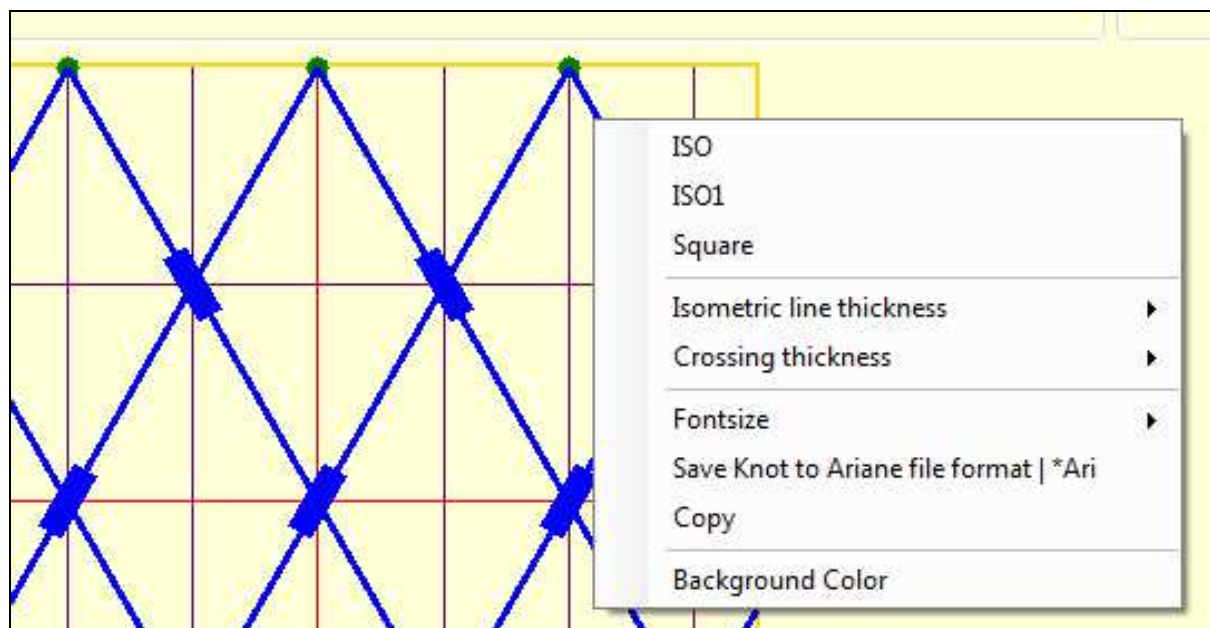 ISO
ISO1
Square
Isometric line thickness
Crossing thickness
Fontsize
Save Knot to Ariane file format | *Ari
Copy
Background Color